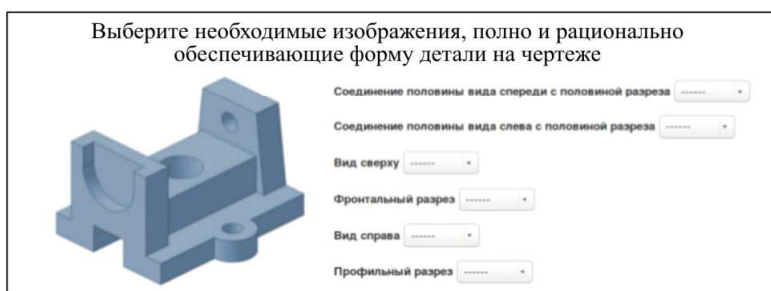 Выберите необходимые изображения, полно и рационально
обеспечивающие форму детали на чертеже
Соединение половины вида спереди с половиной разреза ------
Соединение половины вида слева с половиной разреза ------
Вид сверху ------
Фронтальный разрез ------
Вид справа ------
Профильный разрез ------